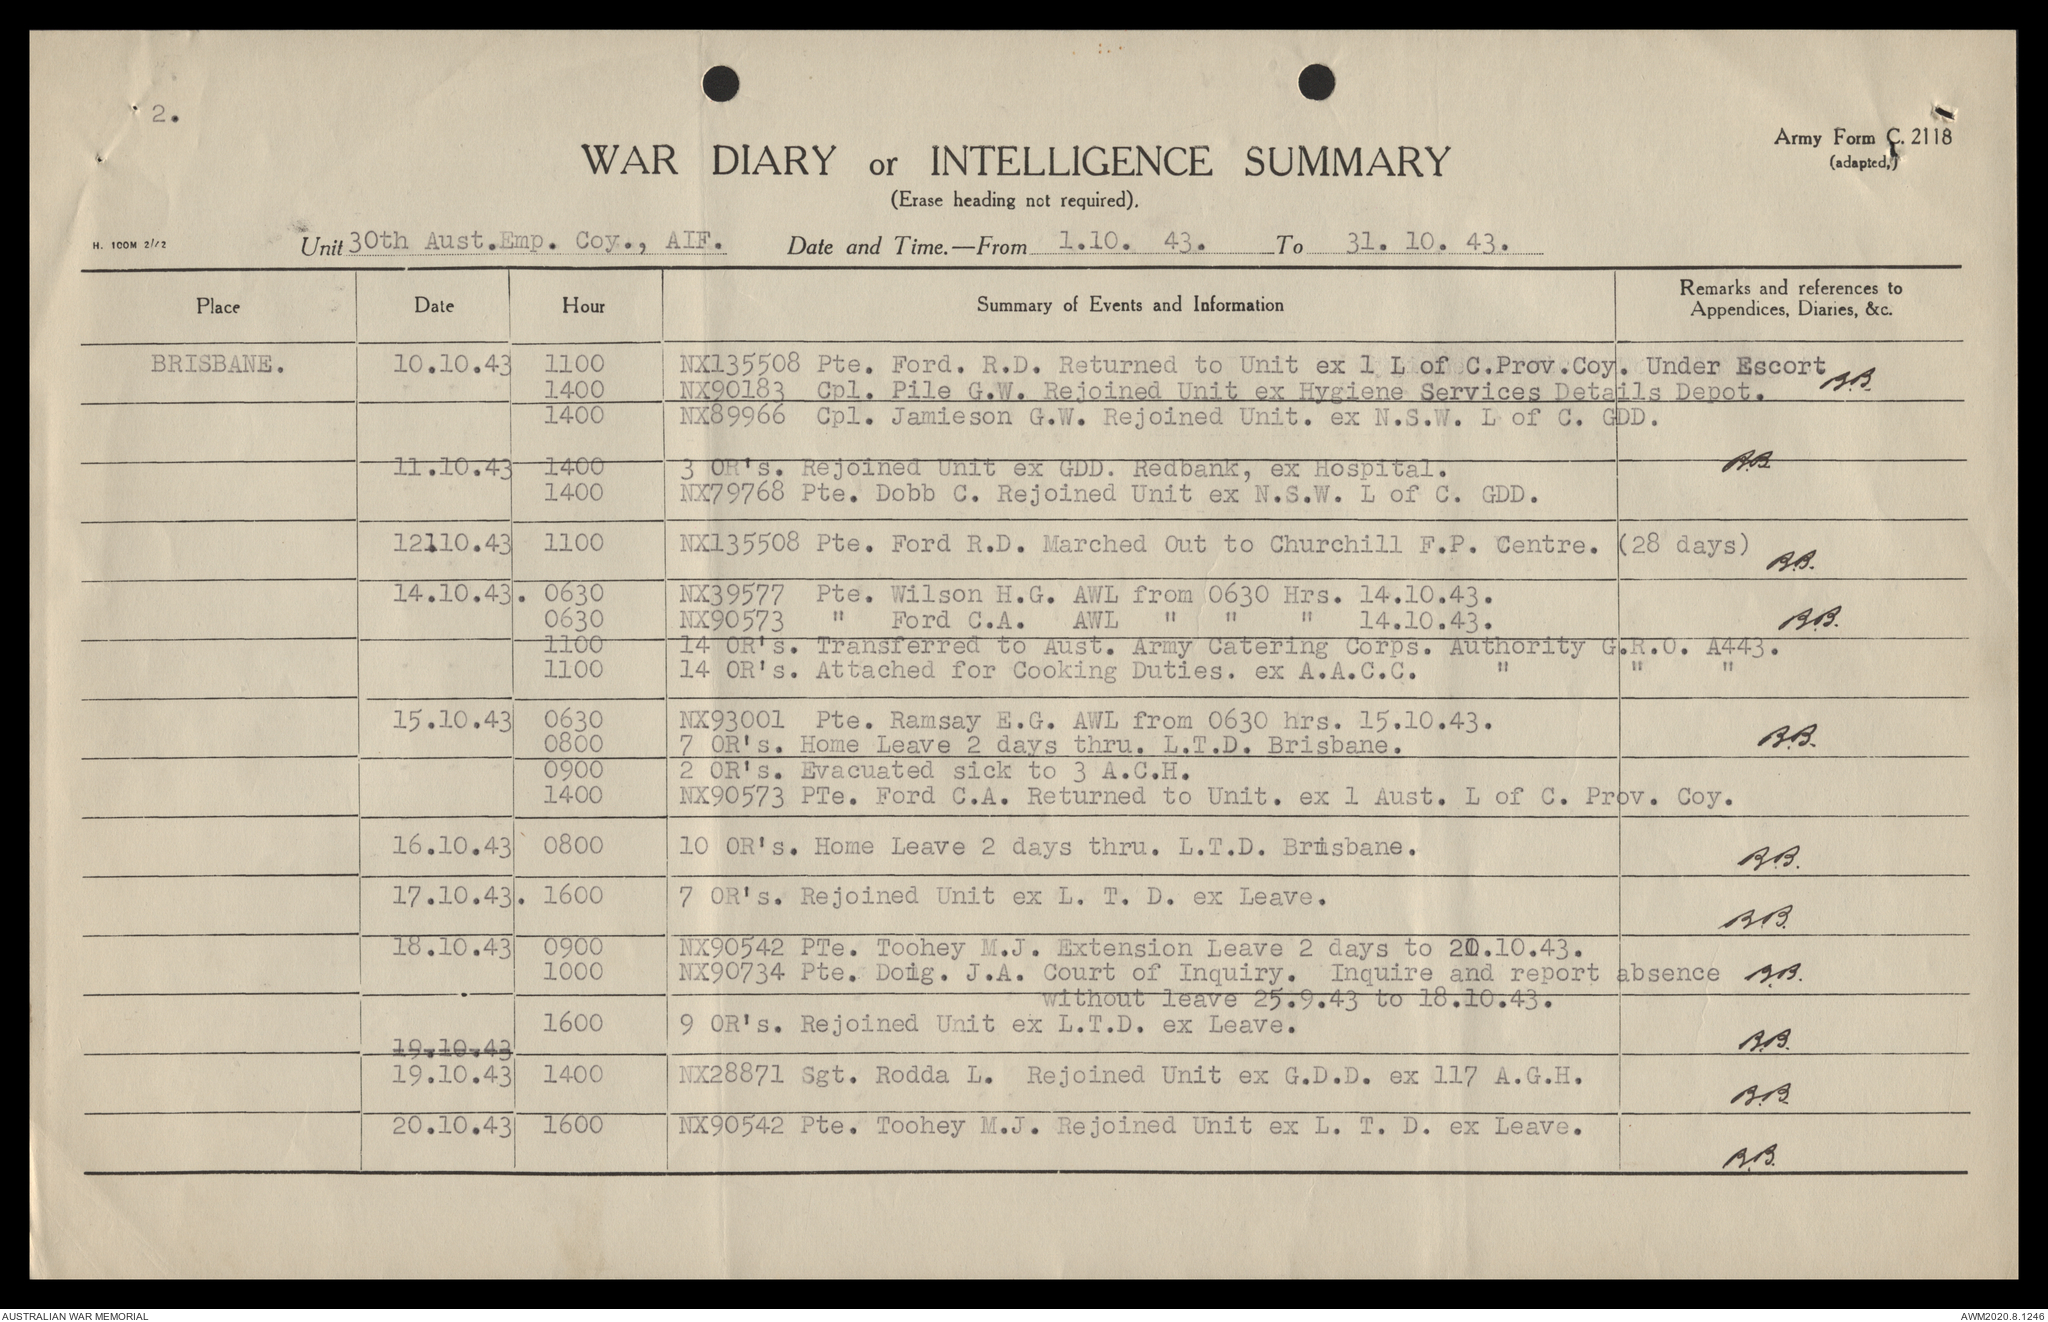 2.
Army Form C. 2118
(adapted.)
WAR DIARY or INTELLIGENCE SUMMARY
(Erase heading not required).
H. 100M 2/42
Unit 30th Aust.Emp. Coy., AIF. Date and Time.—From 1.10. 43. To 31. 10. 43.
Place Date Hour Summary of Events and Information Remarks and references to Appendices, Diaries, &c.
BRISBANE. 10.10.43 1100 NX135508 Pte. Ford. R.D. Returned to Unit ex 1 L of C.Prov.Coy. Under Escort
1400 NX90183 Cpl. Pile G.W. Rejoined Unit ex Hygiene Services Details Depot. B.B.
1400 NX89966 Cpl. Jamieson G.W. Rejoined Unit. ex N.S.W. L of C. GDD.
11.10.43 1400 3 OR's. Rejoined Unit ex GDD. Redbank, ex Hospital. B.B.
1400 NX79768 Pte. Dobb C. Rejoined Unit ex N.S.W. L of C. GDD.
12.10.43 1100 NX135508 Pte. Ford R.D. Marched Out to Churchill F.P. Centre. (28 days) B.B.
14.10.43. 0630 NX39577 Pte. Wilson H.G. AWL from 0630 Hrs. 14.10.43.
0630 NX90573 " Ford C.A. AWL " " " 14.10.43. B.B.
1100 14 OR's. Transferred to Aust. Army Catering Corps. Authority G.R.O. A443.
1100 14 OR's. Attached for Cooking Duties. ex A.A.C.C. " " "
15.10.43 0630 NX93001 Pte. Ramsay E.G. AWL from 0630 hrs. 15.10.43.
0800 7 OR's. Home Leave 2 days thru. L.T.D. Brisbane. B.B.
0900 2 OR's. Evacuated sick to 3 A.C.H.
1400 NX90573 PTe. Ford C.A. Returned to Unit. ex 1 Aust. L of C. Prov. Coy.
16.10.43 0800 10 OR's. Home Leave 2 days thru. L.T.D. Brisbane. B.B.
17.10.43. 1600 7 OR's. Rejoined Unit ex L. T. D. ex Leave. B.B.
18.10.43 0900 NX90542 PTe. Toohey M.J. Extension Leave 2 days to 20.10.43.
1000 NX90734 Pte. Doig. J.A. Court of Inquiry. Inquire and report absence B.B.
without leave 25.9.43 to 18.10.43.
1600 9 OR's. Rejoined Unit ex L.T.D. ex Leave. B.B.
19.10.43
19.10.43 1400 NX28871 Sgt. Rodda L. Rejoined Unit ex G.D.D. ex 117 A.G.H. B.B.
20.10.43 1600 NX90542 Pte. Toohey M.J. Rejoined Unit ex L. T. D. ex Leave. B.B.
AUSTRALIAN WAR MEMORIAL AWM2020.8.1246